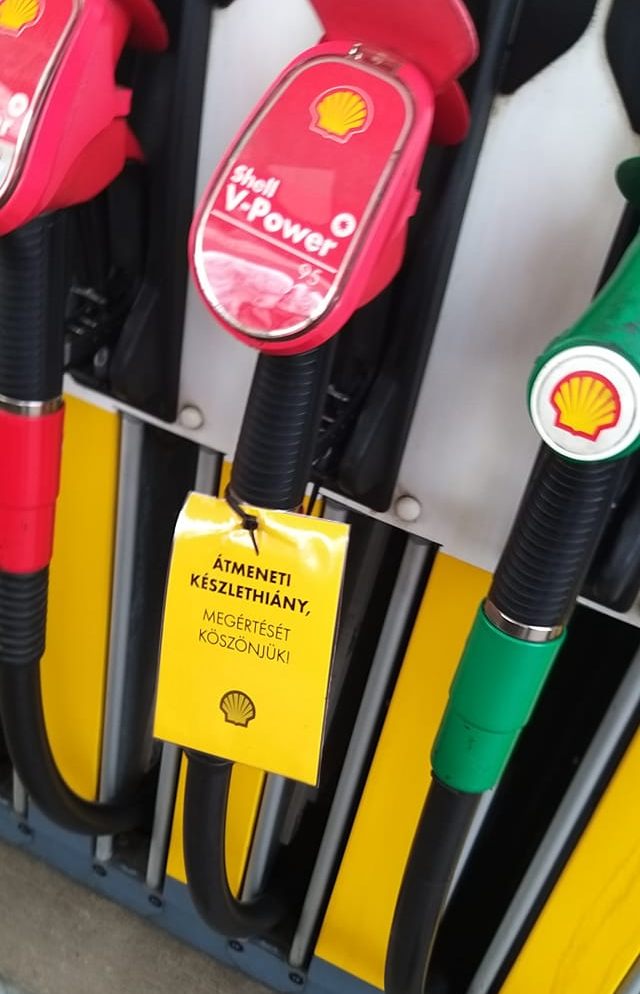 Shell
V-Power
95
ÁTMENETI
KÉSZLETHIÁNY,
MEGÉRTÉSÉT
KÖSZÖNJÜK!